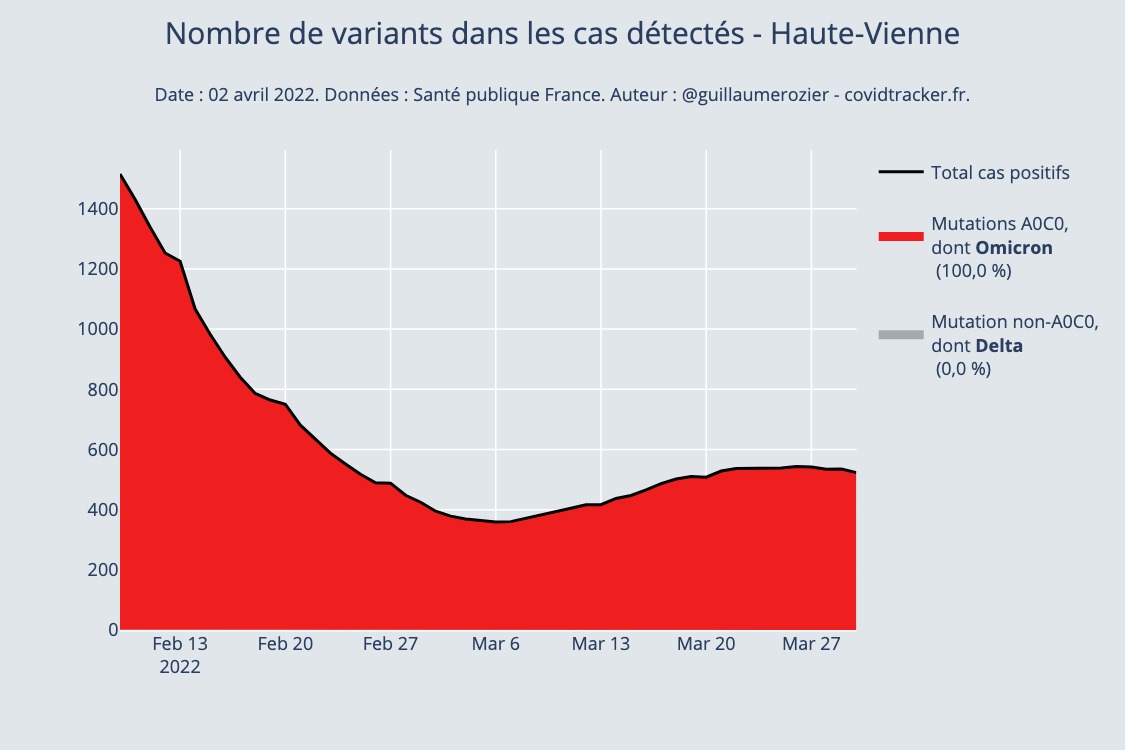 Nombre de variants dans les cas détectés - Haute-Vienne
Date : 02 avril 2022. Données : Santé publique France. Auteur : @guillaumerozier - covidtracker.fr.
Total cas positifs
Mutations A0C0,
dont Omicron
(100,0 %)
Mutation non-A0C0,
dont Delta
(0,0 %)
1400
1200
1000
800
600
400
200
0
Feb 13
2022
Feb 20
Feb 27
Mar 6
Mar 13
Mar 20
Mar 27